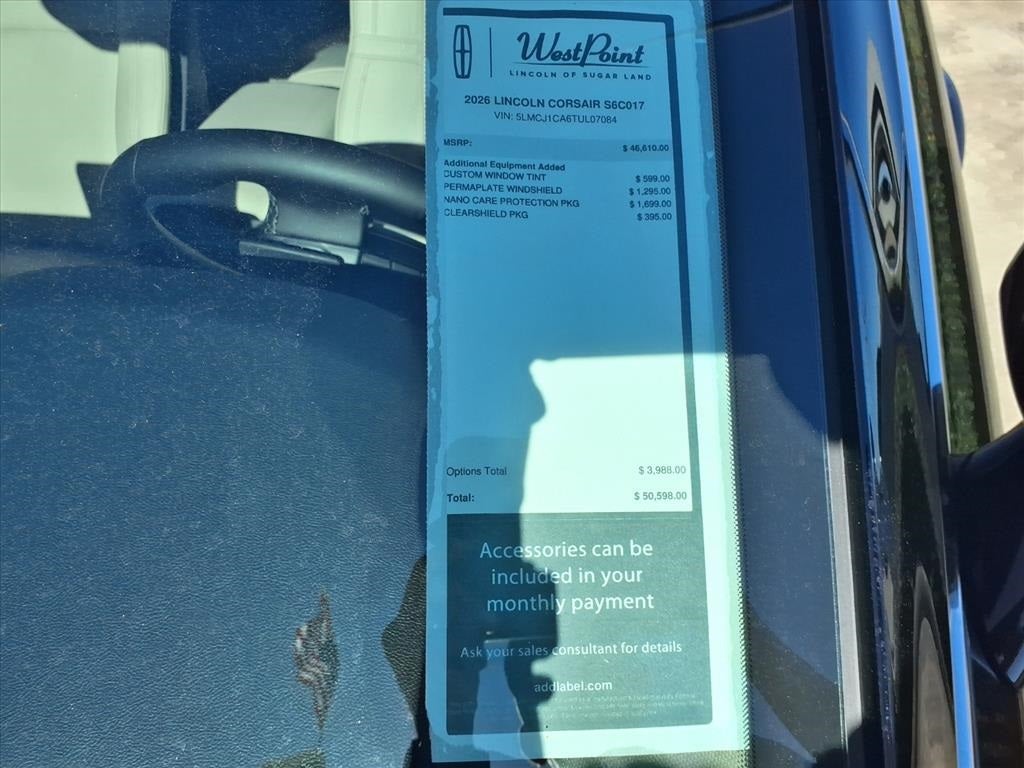 WestPoint
LINCOLN OF SUGAR LAND
2026 LINCOLN CORSAIR S6C017
VIN: 5LMCJ1CA6TUL07084
MSRP: $ 46,610.00
Additional Equipment Added
CUSTOM WINDOW TINT $ 599.00
PERMAPLATE WINDSHIELD $ 1,295.00
NANO CARE PROTECTION PKG $ 1,699.00
CLEARSHIELD PKG $ 395.00
Options Total $ 3,988.00
Total: $ 50,598.00
Accessories can be
included in your
monthly payment
Ask your sales consultant for details
addlabel.com